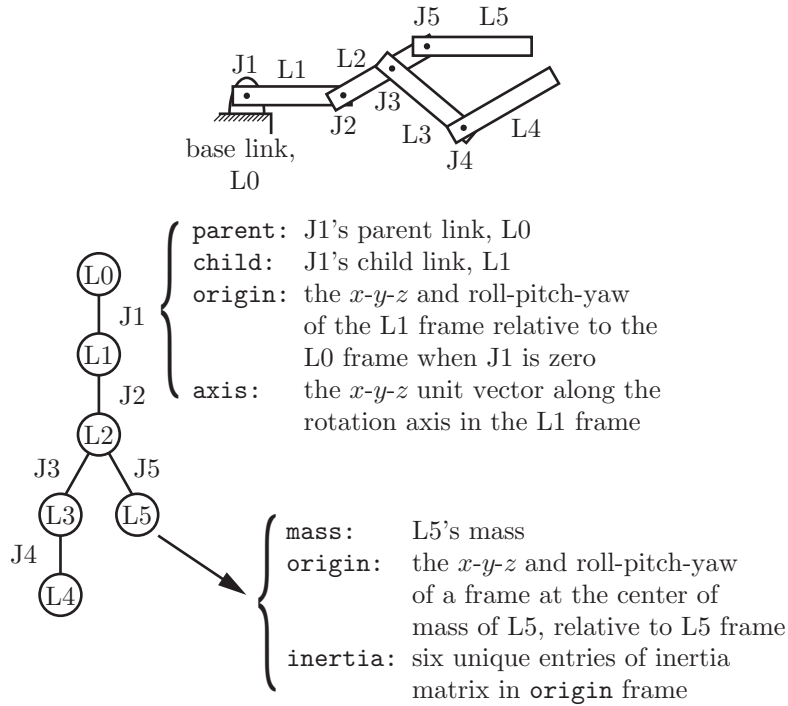 J5
L5
J1
L1
L2
J3
J2
L3
L4
J4
base link,
L0
L0
J1
L1
J2
L2
J3
J5
L3
L5
J4
L4
parent: J1's parent link, L0
child: J1's child link, L1
origin: the x-y-z and roll-pitch-yaw
of the L1 frame relative to the
L0 frame when J1 is zero
axis: the x-y-z unit vector along the
rotation axis in the L1 frame
mass: L5's mass
origin: the x-y-z and roll-pitch-yaw
of a frame at the center of
mass of L5, relative to L5 frame
inertia: six unique entries of inertia
matrix in origin frame